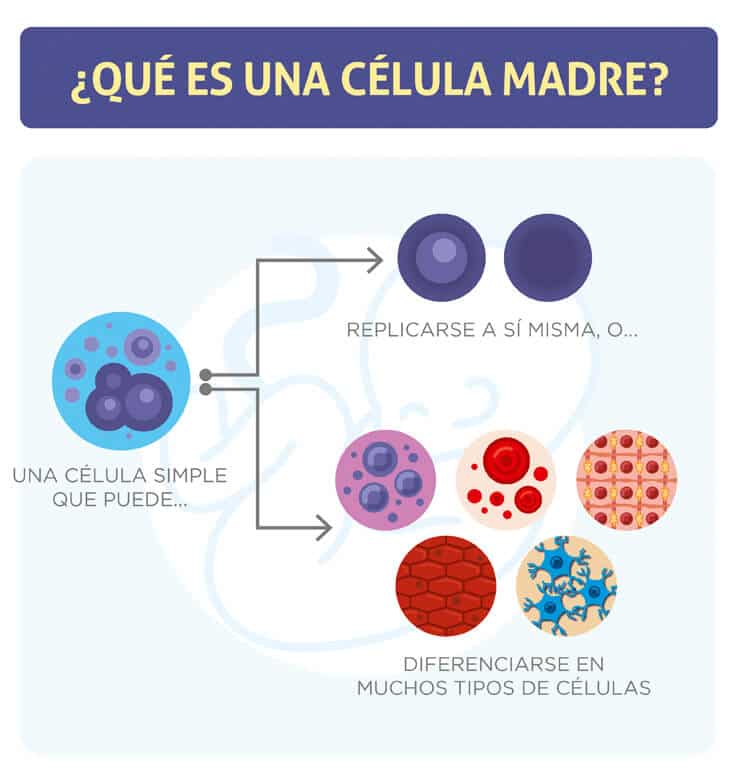 ¿QUÉ ES UNA CÉLULA MADRE?
REPLICARSE A SÍ MISMA, O...
UNA CÉLULA SIMPLE
QUE PUEDE...
DIFERENCIARSE EN
MUCHOS TIPOS DE CÉLULAS